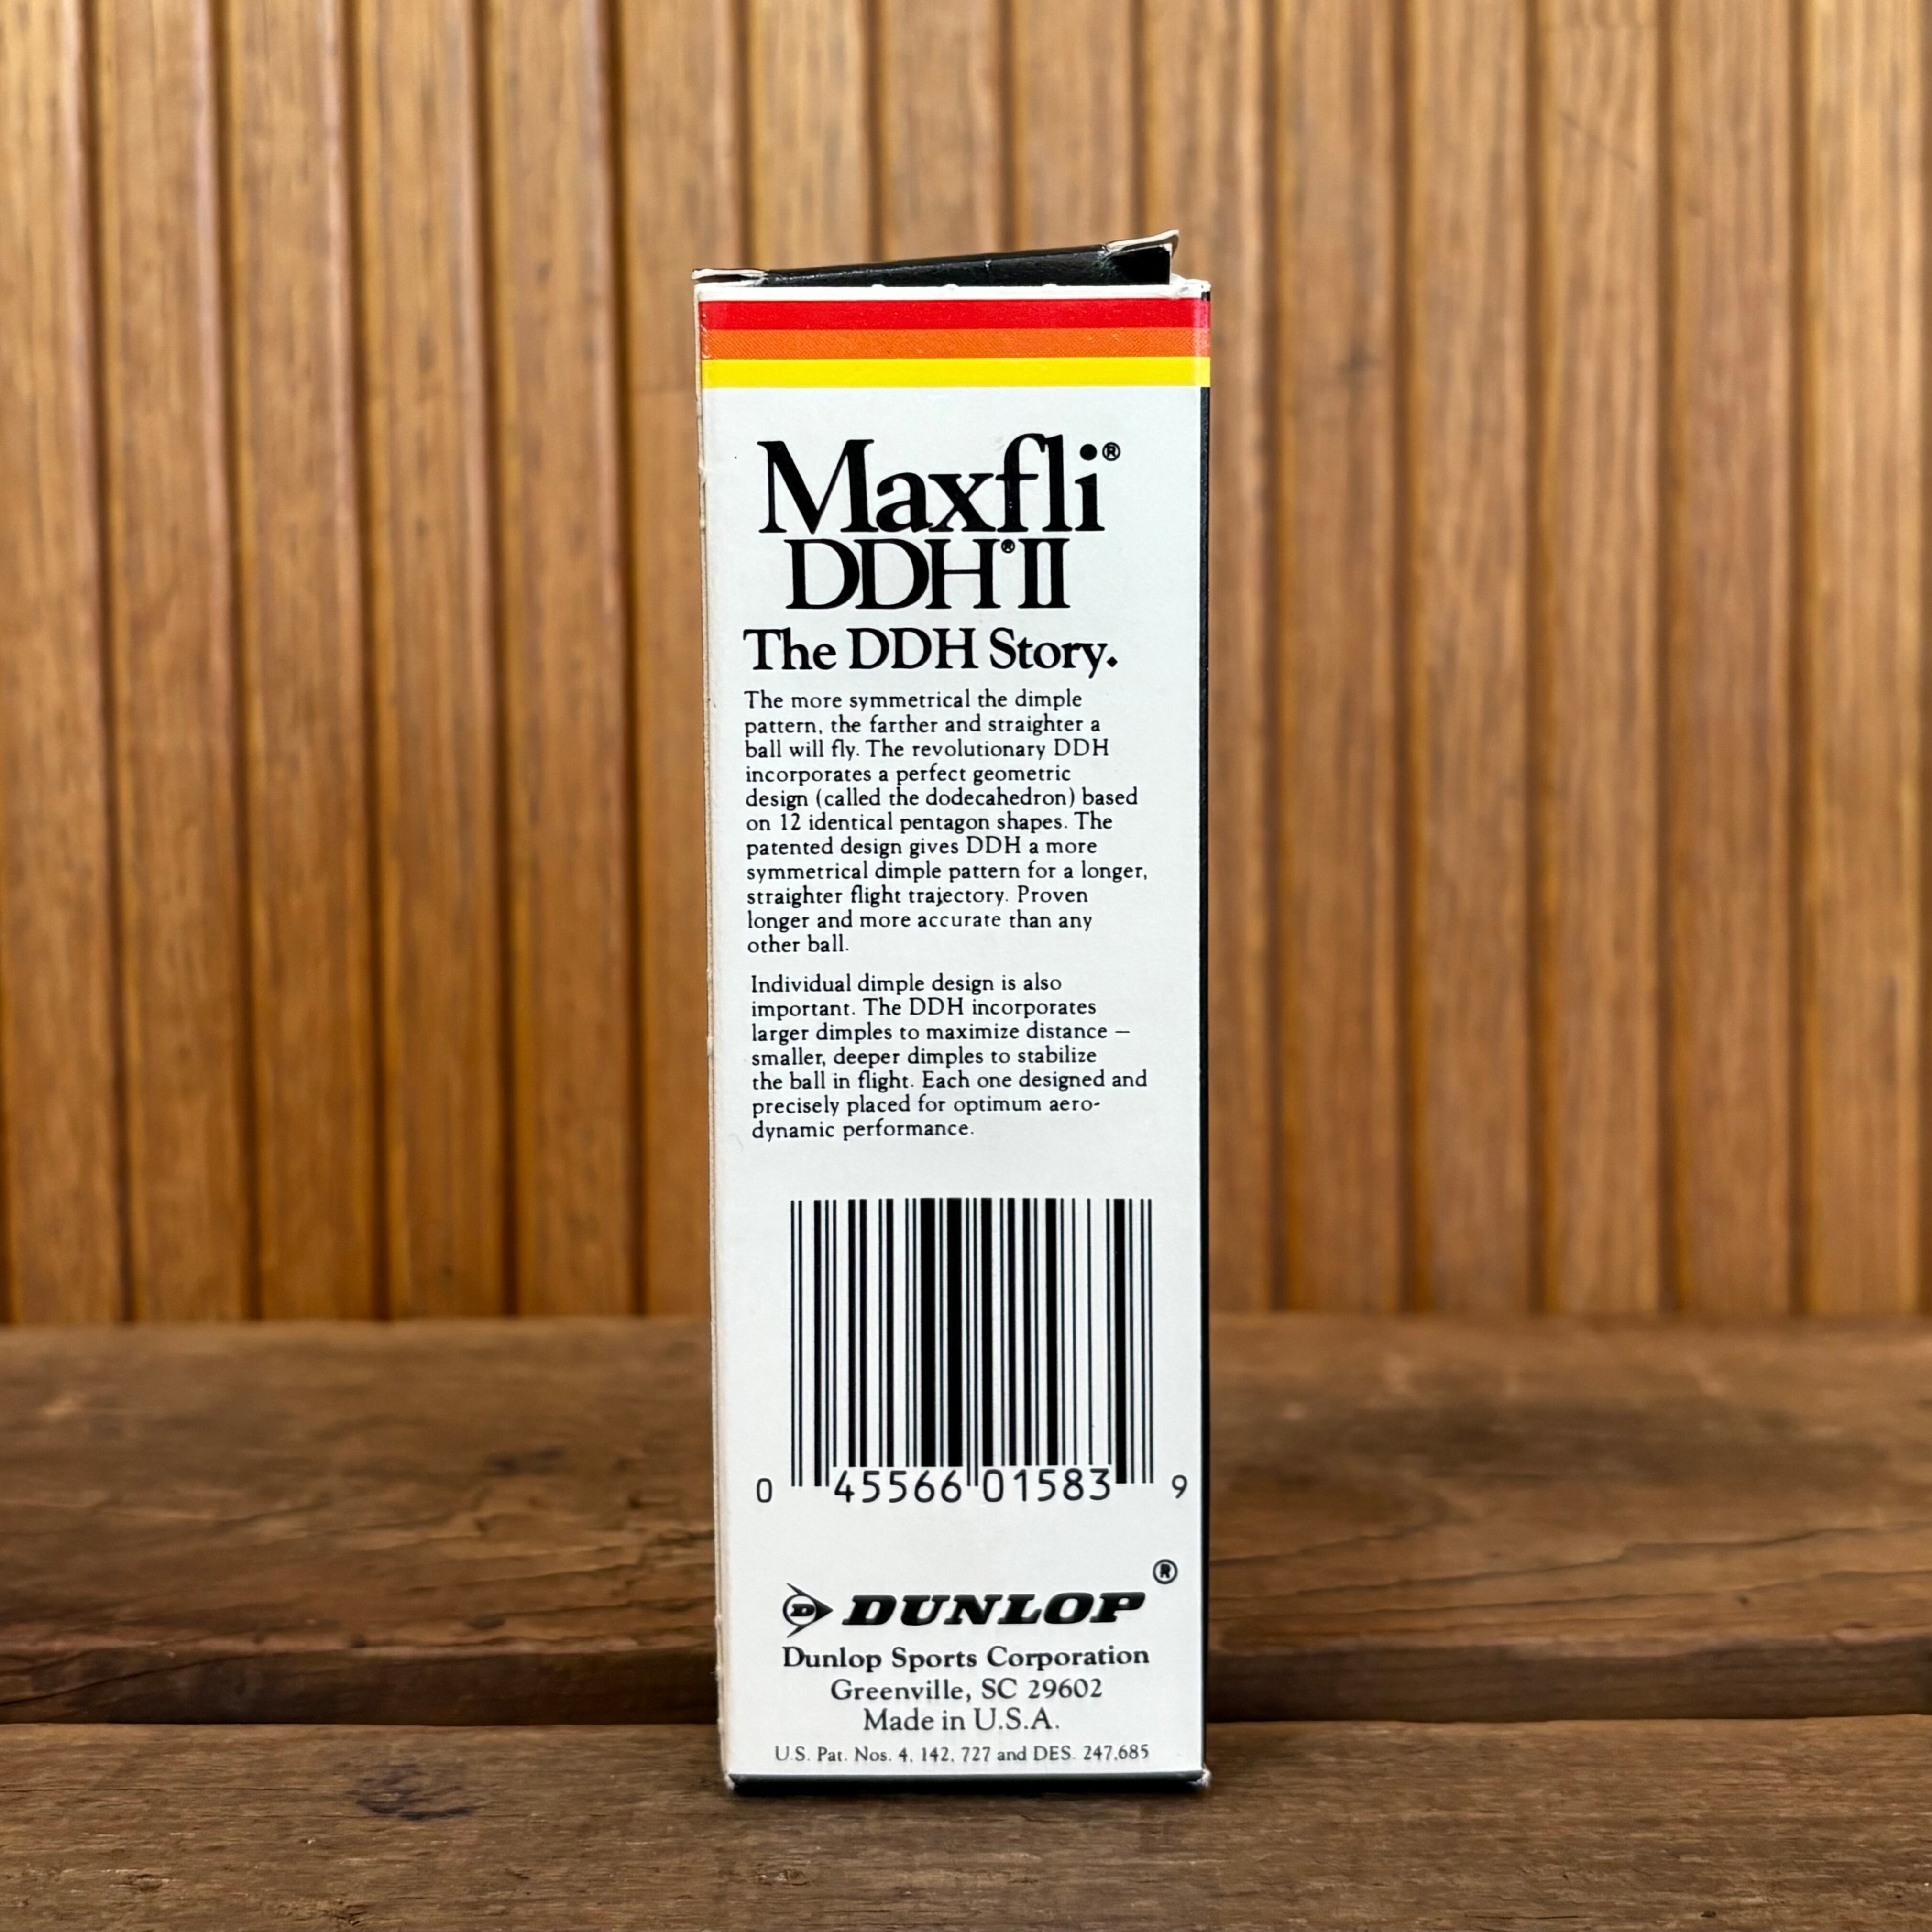 Maxfli®
DDH® II
The DDH Story.
The more symmetrical the dimple
pattern, the farther and straighter a
ball will fly. The revolutionary DDH
incorporates a perfect geometric
design (called the dodecahedron) based
on 12 identical pentagon shapes. The
patented design gives DDH a more
symmetrical dimple pattern for a longer,
straighter flight trajectory. Proven
longer and more accurate than any
other ball.
Individual dimple design is also
important. The DDH incorporates
larger dimples to maximize distance —
smaller, deeper dimples to stabilize
the ball in flight. Each one designed and
precisely placed for optimum aero-
dynamic performance.
0 45566 01583 9
D DUNLOP®
Dunlop Sports Corporation
Greenville, SC 29602
Made in U.S.A.
U.S. Pat. Nos. 4, 142, 727 and DES. 247,685